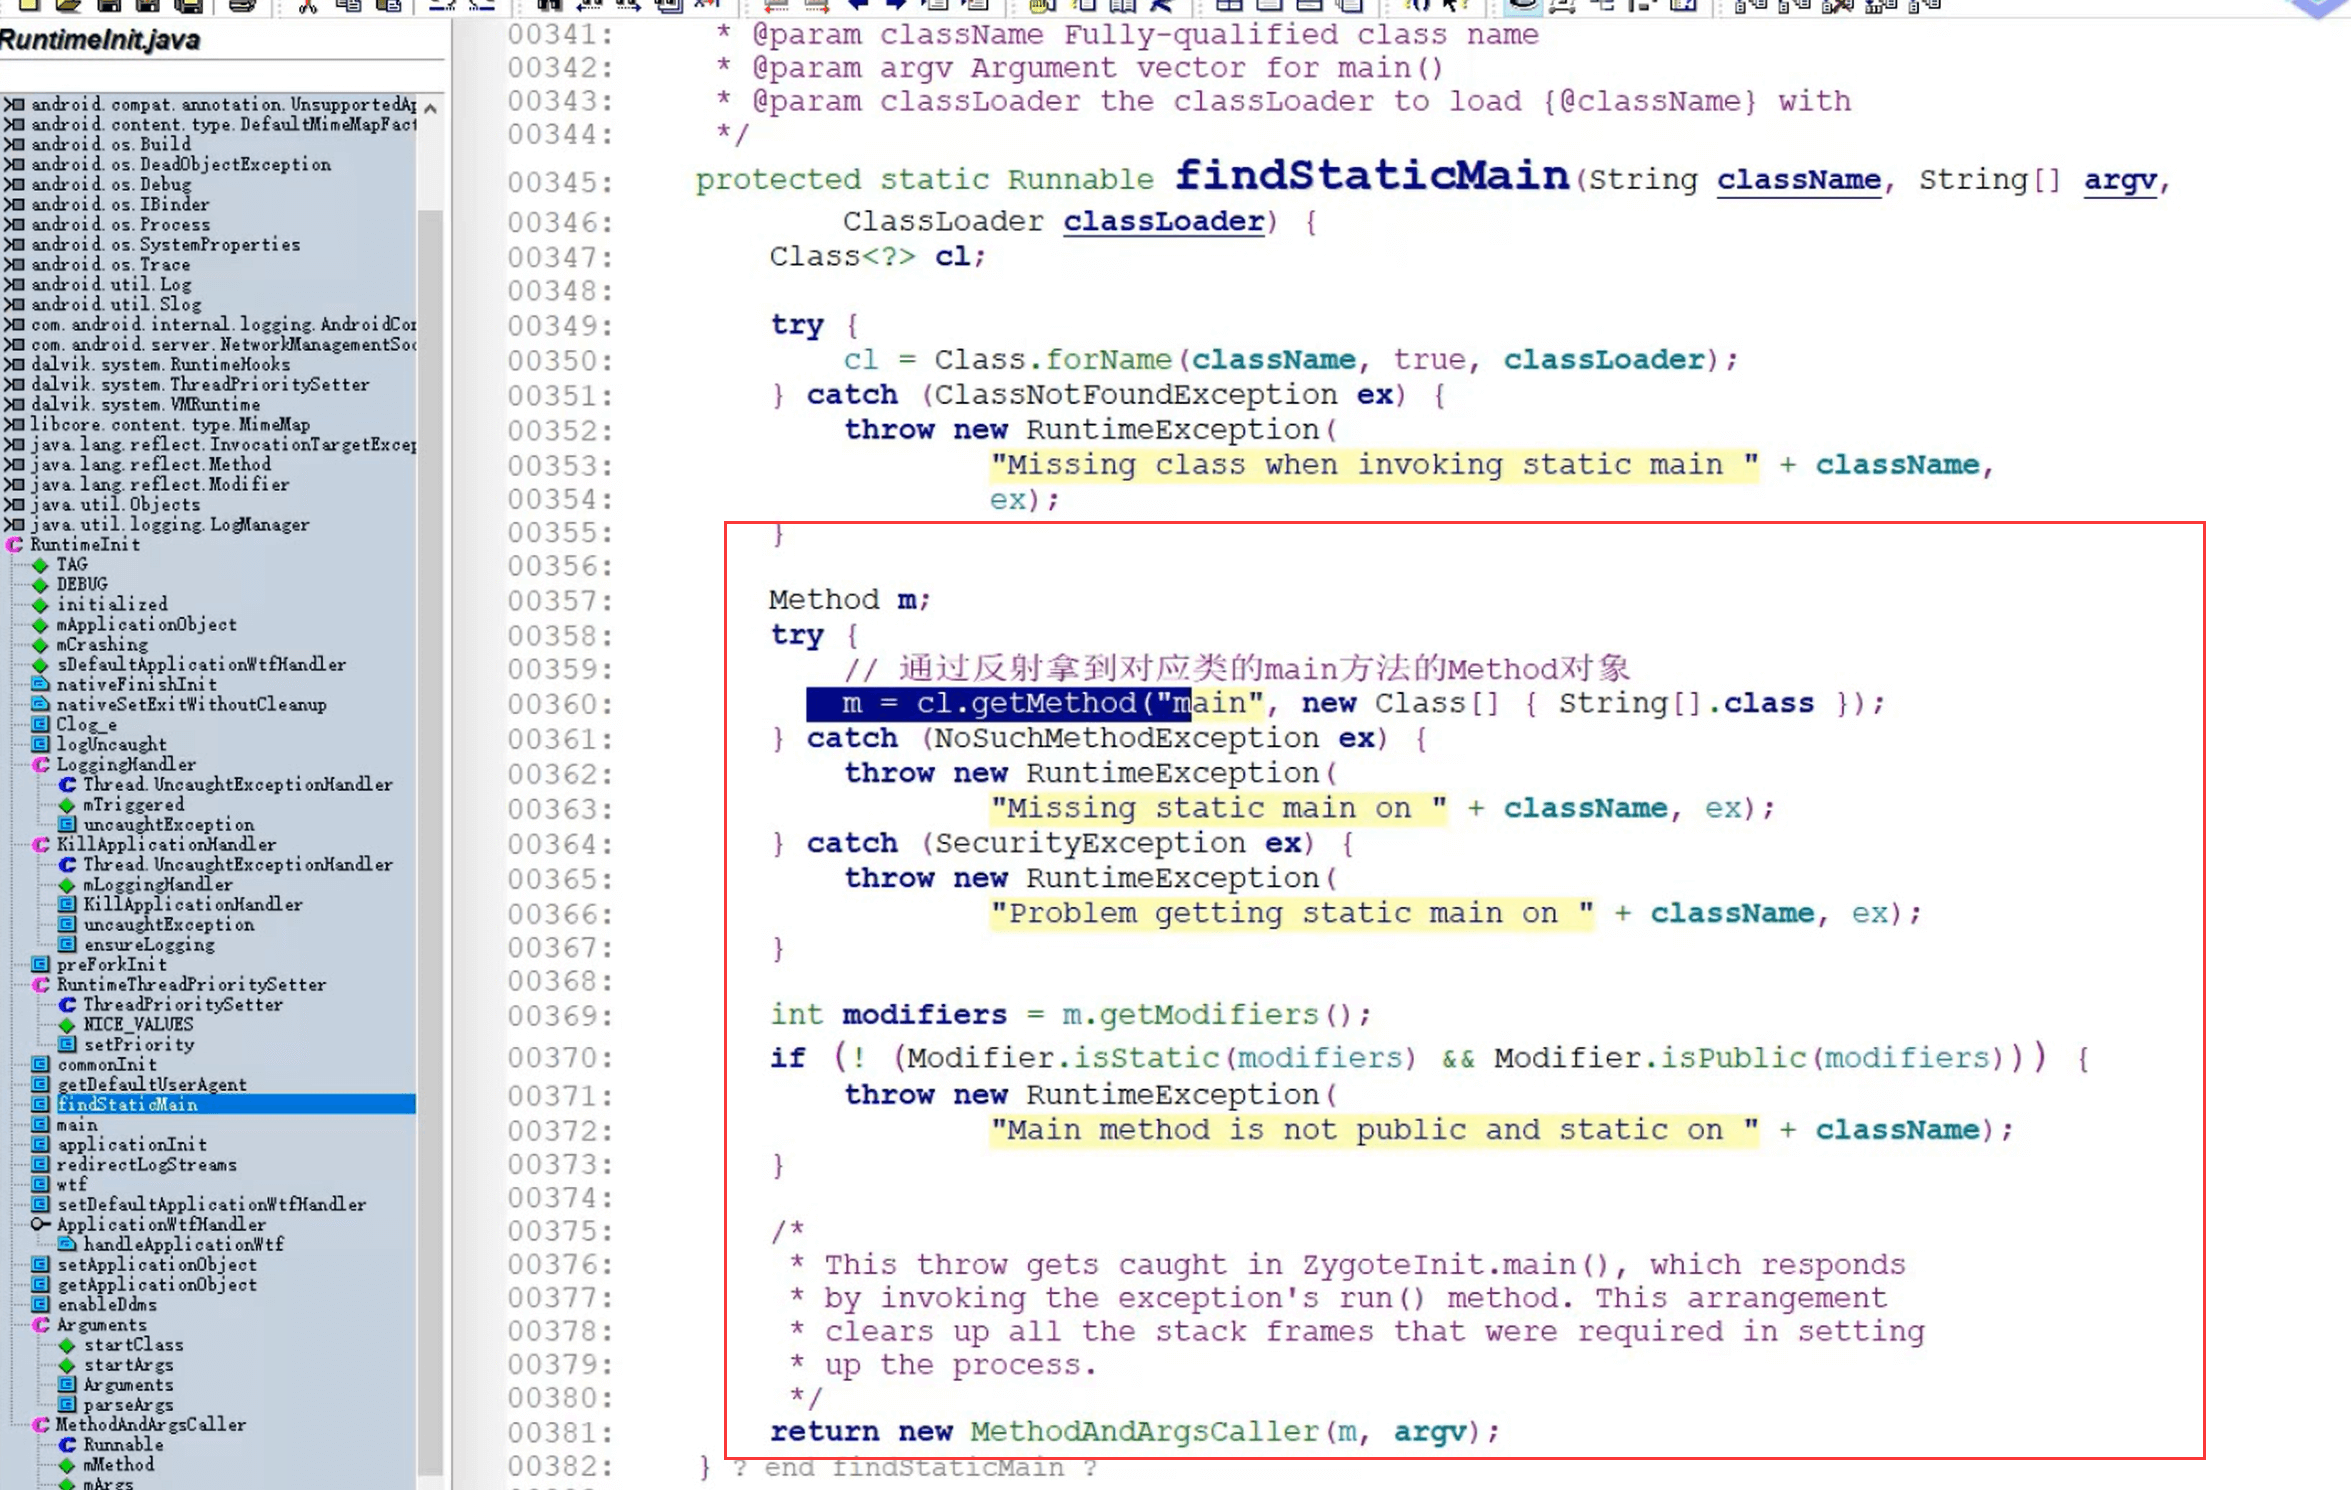 RuntimeInit.java
android.compat.annotation.UnsupportedAp
android.content.type.DefaultMimeMapFact
android.os.Build
android.os.DeadObjectException
android.os.Debug
android.os.IBinder
android.os.Process
android.os.SystemProperties
android.os.Trace
android.util.Log
android.util.Slog
com.android.internal.logging.AndroidCon
com.android.server.NetworkManagementSoc
dalvik.system.RuntimeHooks
dalvik.system.ThreadPrioritySetter
dalvik.system.VMRuntime
libcore.content.type.MimeMap
java.lang.reflect.InvocationTargetExcep
java.lang.reflect.Method
java.lang.reflect.Modifier
java.util.Objects
java.util.logging.LogManager
RuntimeInit
TAG
DEBUG
initialized
mApplicationObject
mCrashing
sDefaultApplicationWtfHandler
nativeFinishInit
nativeSetExitWithoutCleanup
Clog_e
logUncaught
LoggingHandler
Thread.UncaughtExceptionHandler
mTriggered
uncaughtException
KillApplicationHandler
Thread.UncaughtExceptionHandler
mLoggingHandler
KillApplicationHandler
uncaughtException
ensureLogging
preForkInit
RuntimeThreadPrioritySetter
ThreadPrioritySetter
NICE_VALUES
setPriority
commonInit
getDefaultUserAgent
findStaticMain
main
applicationInit
redirectLogStreams
wtf
setDefaultApplicationWtfHandler
ApplicationWtfHandler
handleApplicationWtf
setApplicationObject
getApplicationObject
enableDdms
Arguments
startClass
startArgs
Arguments
parseArgs
MethodAndArgsCaller
Runnable
mMethod
mArgs
00341: * @param className Fully-qualified class name
00342: * @param argv Argument vector for main()
00343: * @param classLoader the classLoader to load {@className} with
00344: */
00345: protected static Runnable findStaticMain(String className, String[] argv,
00346: ClassLoader classLoader) {
00347: Class<?> cl;
00348:
00349: try {
00350: cl = Class.forName(className, true, classLoader);
00351: } catch (ClassNotFoundException ex) {
00352: throw new RuntimeException(
00353: "Missing class when invoking static main " + className,
00354: ex);
00355: }
00356:
00357: Method m;
00358: try {
00359: // 通过反射拿到对应类的main方法的Method对象
00360: m = cl.getMethod("main", new Class[] { String[].class });
00361: } catch (NoSuchMethodException ex) {
00362: throw new RuntimeException(
00363: "Missing static main on " + className, ex);
00364: } catch (SecurityException ex) {
00365: throw new RuntimeException(
00366: "Problem getting static main on " + className, ex);
00367: }
00368:
00369: int modifiers = m.getModifiers();
00370: if (! (Modifier.isStatic(modifiers) && Modifier.isPublic(modifiers))) {
00371: throw new RuntimeException(
00372: "Main method is not public and static on " + className);
00373: }
00374:
00375: /*
00376: * This throw gets caught in ZygoteInit.main(), which responds
00377: * by invoking the exception's run() method. This arrangement
00378: * clears up all the stack frames that were required in setting
00379: * up the process.
00380: */
00381: return new MethodAndArgsCaller(m, argv);
00382: } ? end findStaticMain ?